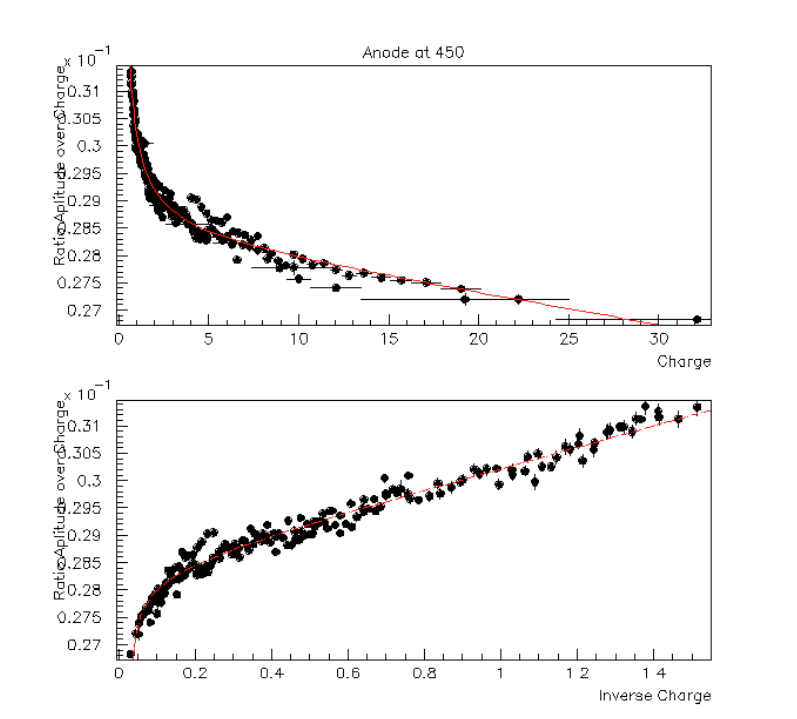 Anode at 450
x 10⁻¹
Ratio Aplitude over Charge
0.31
0.305
0.3
0.295
0.29
0.285
0.28
0.275
0.27
0 5 10 15 20 25 30
Charge
x 10⁻¹
Ratio Aplitude over Charge
0.31
0.305
0.3
0.295
0.29
0.285
0.28
0.275
0.27
0 0.2 0.4 0.6 0.8 1 1 2 1 4
Inverse Charge